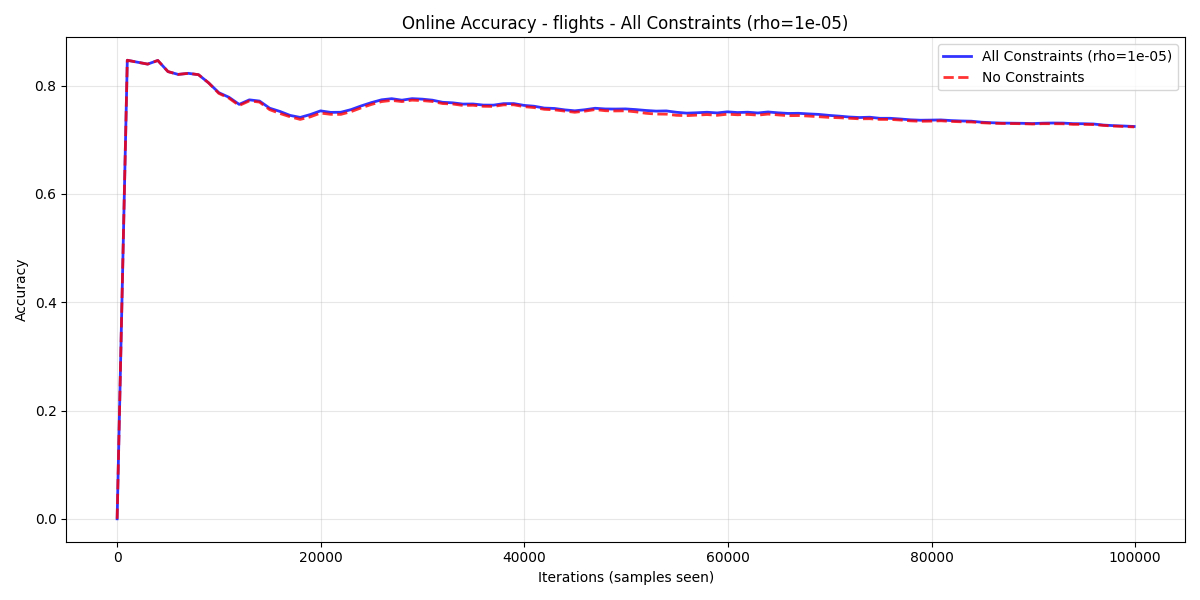 Online Accuracy - flights - All Constraints (rho=1e-05)
All Constraints (rho=1e-05)
No Constraints
Accuracy
0.8
0.6
0.4
0.2
0.0
0 20000 40000 60000 80000 100000
Iterations (samples seen)